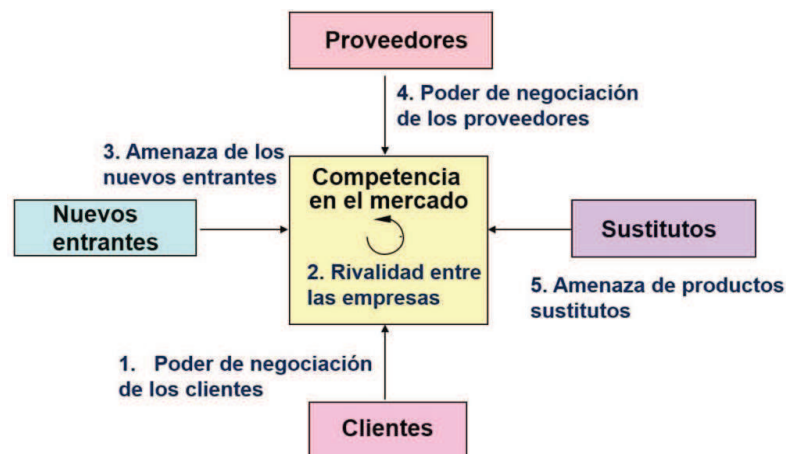 Proveedores
4. Poder de negociación
de los proveedores
3. Amenaza de los
nuevos entrantes
Competencia
en el mercado
Nuevos
entrantes
Sustitutos
2. Rivalidad entre
las empresas
5. Amenaza de productos
sustitutos
1. Poder de negociación
de los clientes
Clientes